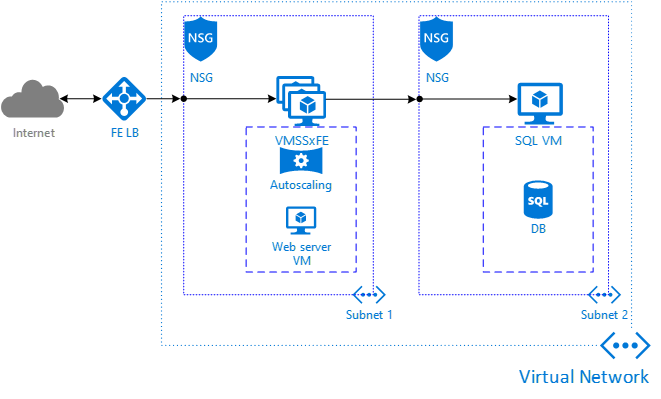 NSG
NSG
NSG
NSG
Internet
FE LB
VMSSxFE
SQL VM
Autoscaling
SQL
DB
Web server
VM
Subnet 1
Subnet 2
Virtual Network